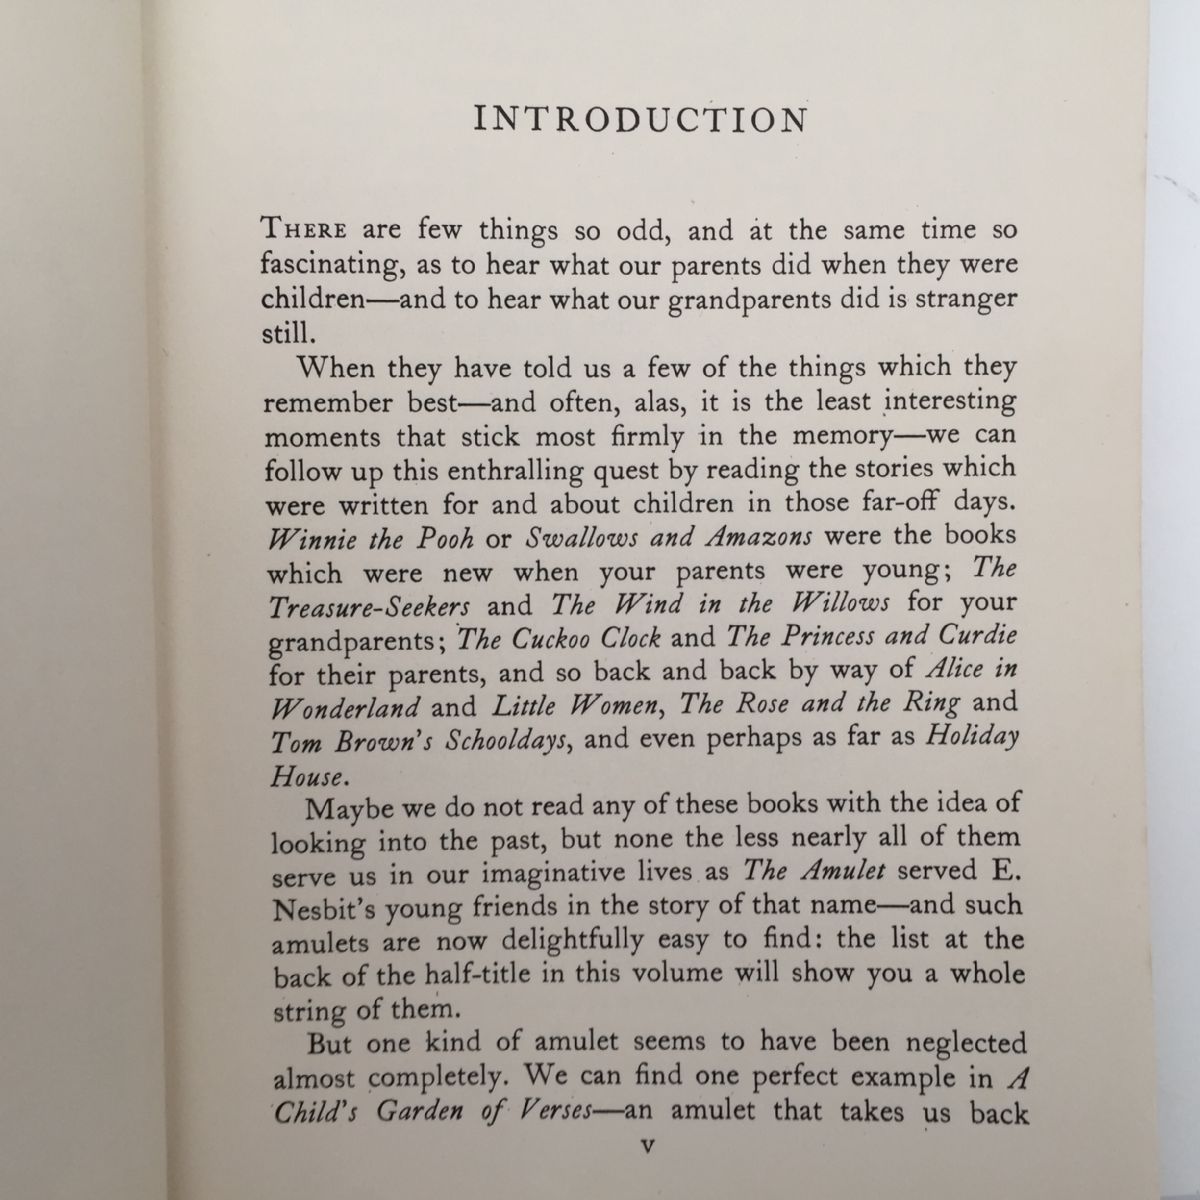 INTRODUCTION
THERE are few things so odd, and at the same time so
fascinating, as to hear what our parents did when they were
children—and to hear what our grandparents did is stranger
still.
When they have told us a few of the things which they
remember best—and often, alas, it is the least interesting
moments that stick most firmly in the memory—we can
follow up this enthralling quest by reading the stories which
were written for and about children in those far-off days.
Winnie the Pooh or Swallows and Amazons were the books
which were new when your parents were young; The
Treasure-Seekers and The Wind in the Willows for your
grandparents; The Cuckoo Clock and The Princess and Curdie
for their parents, and so back and back by way of Alice in
Wonderland and Little Women, The Rose and the Ring and
Tom Brown's Schooldays, and even perhaps as far as Holiday
House.
Maybe we do not read any of these books with the idea of
looking into the past, but none the less nearly all of them
serve us in our imaginative lives as The Amulet served E.
Nesbit's young friends in the story of that name—and such
amulets are now delightfully easy to find: the list at the
back of the half-title in this volume will show you a whole
string of them.
But one kind of amulet seems to have been neglected
almost completely. We can find one perfect example in A
Child's Garden of Verses—an amulet that takes us back
v